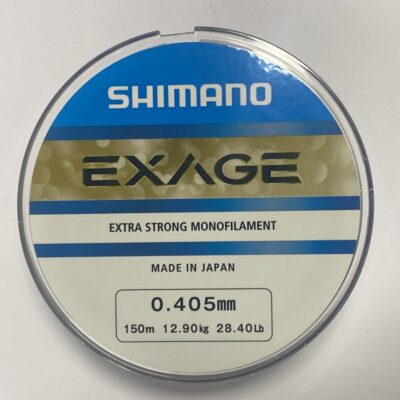 SHIMANO
EXAGE
EXTRA STRONG MONOFILAMENT
MADE IN JAPAN
0.405mm
150m 12.90kg 28.40Lb